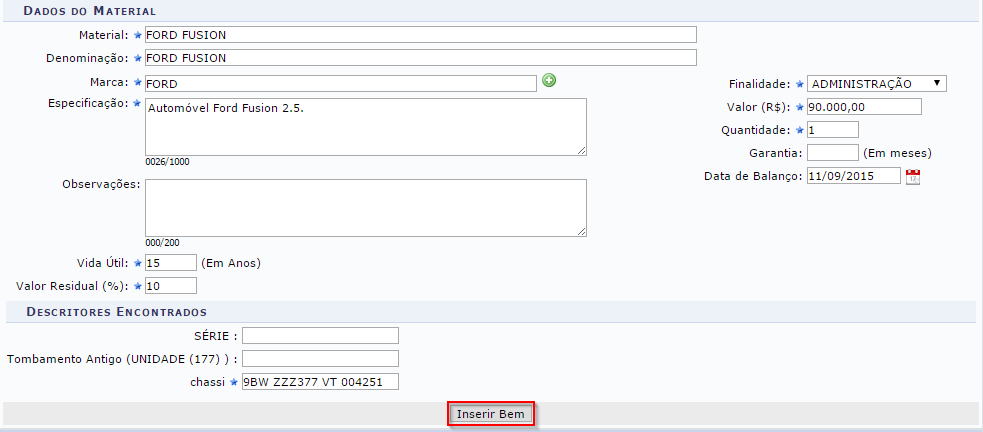 DADOS DO MATERIAL
Material: FORD FUSION
Denominação: FORD FUSION
Marca: FORD
Finalidade: ADMINISTRAÇÃO
Especificação: Automóvel Ford Fusion 2.5.
0026/1000
Valor (R$): 90.000,00
Quantidade: 1
Garantia: (Em meses)
Data de Balanço: 11/09/2015
Observações:
000/200
Vida Útil: 15 (Em Anos)
Valor Residual (%): 10
DESCRITORES ENCONTRADOS
SÉRIE :
Tombamento Antigo (UNIDADE (177) ) :
chassi 9BW ZZZ377 VT 004251
Inserir Bem